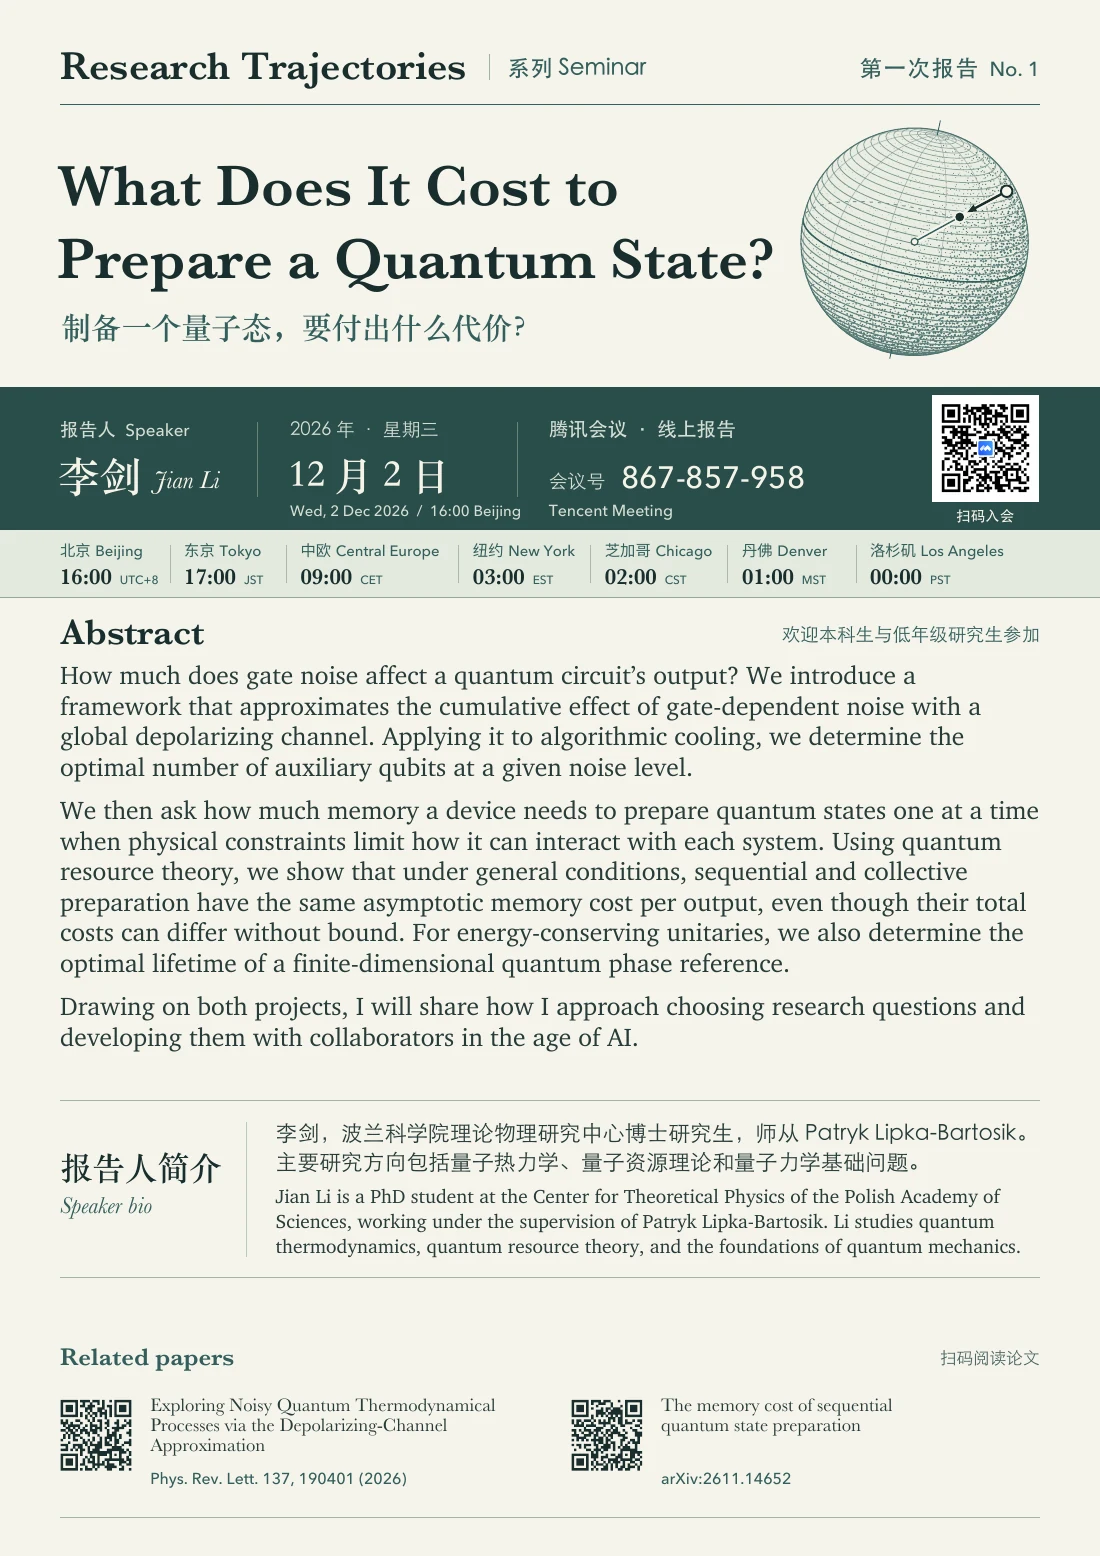 Research Trajectories
系列 Seminar
第一次报告 No. 1
What Does It Cost to
Prepare a Quantum State?
制备一个量子态，要付出什么代价？
报告人 Speaker
李剑 Jian Li
2026 年 · 星期三
12 月 2 日
Wed, 2 Dec 2026 / 16:00 Beijing
腾讯会议 · 线上报告
会议号 867-857-958
Tencent Meeting
扫码入会
北京 Beijing
16:00 UTC+8
东京 Tokyo
17:00 JST
中欧 Central Europe
09:00 CET
纽约 New York
03:00 EST
芝加哥 Chicago
02:00 CST
丹佛 Denver
01:00 MST
洛杉矶 Los Angeles
00:00 PST
Abstract
欢迎本科生与低年级研究生参加
How much does gate noise affect a quantum circuit’s output? We introduce a
framework that approximates the cumulative effect of gate-dependent noise with a
global depolarizing channel. Applying it to algorithmic cooling, we determine the
optimal number of auxiliary qubits at a given noise level.
We then ask how much memory a device needs to prepare quantum states one at a time
when physical constraints limit how it can interact with each system. Using quantum
resource theory, we show that under general conditions, sequential and collective
preparation have the same asymptotic memory cost per output, even though their total
costs can differ without bound. For energy-conserving unitaries, we also determine the
optimal lifetime of a finite-dimensional quantum phase reference.
Drawing on both projects, I will share how I approach choosing research questions and
developing them with collaborators in the age of AI.
报告人简介
Speaker bio
李剑，波兰科学院理论物理研究中心博士研究生，师从 Patryk Lipka-Bartosik。
主要研究方向包括量子热力学、量子资源理论和量子力学基础问题。
Jian Li is a PhD student at the Center for Theoretical Physics of the Polish Academy of
Sciences, working under the supervision of Patryk Lipka-Bartosik. Li studies quantum
thermodynamics, quantum resource theory, and the foundations of quantum mechanics.
Related papers
扫码阅读论文
Exploring Noisy Quantum Thermodynamical
Processes via the Depolarizing-Channel
Approximation
Phys. Rev. Lett. 137, 190401 (2026)
The memory cost of sequential
quantum state preparation
arXiv:2611.14652